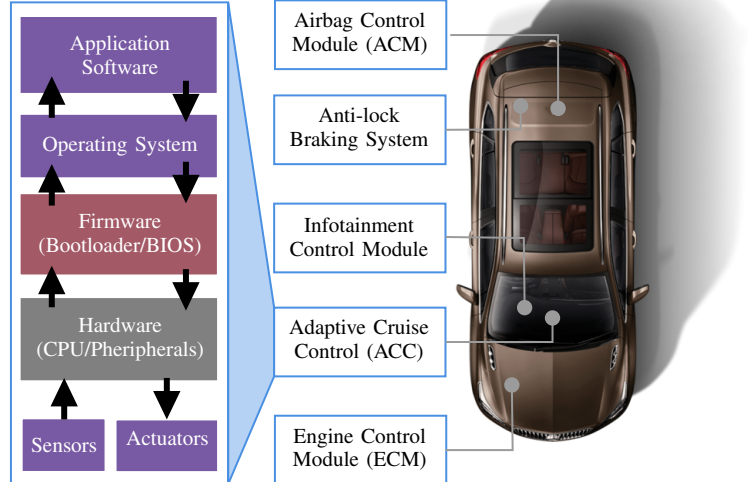 Application
Software
Operating System
Firmware
(Bootloader/BIOS)
Hardware
(CPU/Pheripherals)
Sensors
Actuators
Airbag Control
Module (ACM)
Anti-lock
Braking System
Infotainment
Control Module
Adaptive Cruise
Control (ACC)
Engine Control
Module (ECM)